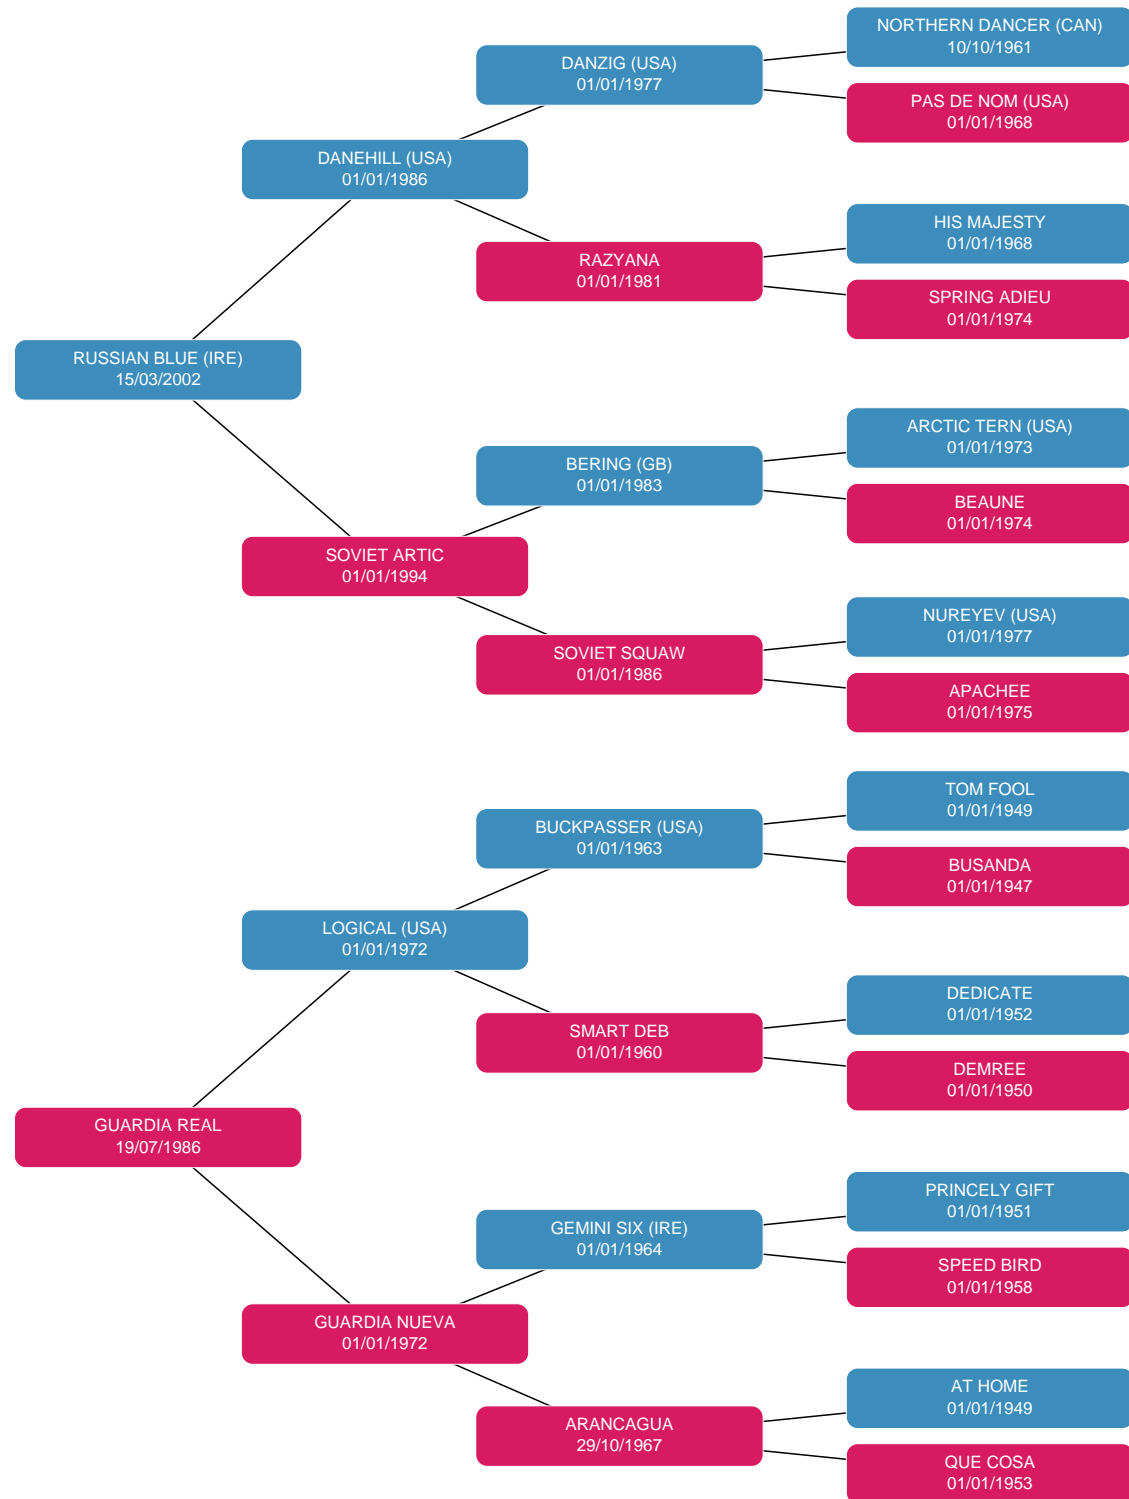 NORTHERN DANCER (CAN)
10/10/1961
DANZIG (USA)
01/01/1977
PAS DE NOM (USA)
01/01/1968
DANEHILL (USA)
01/01/1986
HIS MAJESTY
01/01/1968
RAZYANA
01/01/1981
SPRING ADIEU
01/01/1974
RUSSIAN BLUE (IRE)
15/03/2002
ARCTIC TERN (USA)
01/01/1973
BERING (GB)
01/01/1983
BEAUNE
01/01/1974
SOVIET ARTIC
01/01/1994
NUREYEV (USA)
01/01/1977
SOVIET SQUAW
01/01/1986
APACHEE
01/01/1975
TOM FOOL
01/01/1949
BUCKPASSER (USA)
01/01/1963
BUSANDA
01/01/1947
LOGICAL (USA)
01/01/1972
DEDICATE
01/01/1952
SMART DEB
01/01/1960
DEMREE
01/01/1950
GUARDIA REAL
19/07/1986
PRINCELY GIFT
01/01/1951
GEMINI SIX (IRE)
01/01/1964
SPEED BIRD
01/01/1958
GUARDIA NUEVA
01/01/1972
AT HOME
01/01/1949
ARANCAGUA
29/10/1967
QUE COSA
01/01/1953